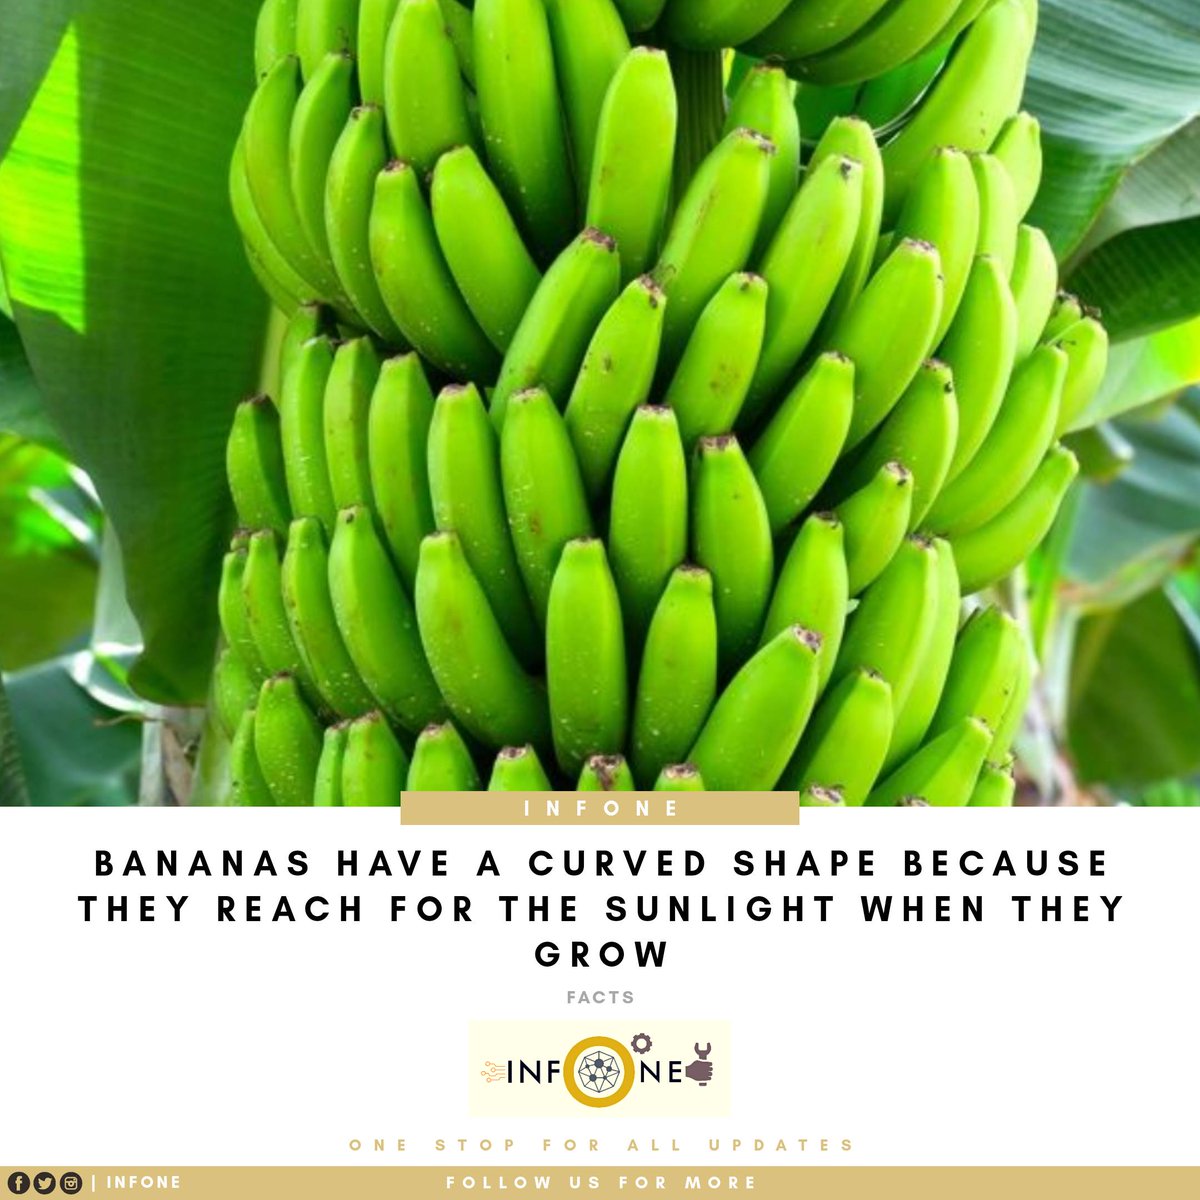 INFONE
BANANAS HAVE A CURVED SHAPE BECAUSE
THEY REACH FOR THE SUNLIGHT WHEN THEY
GROW
FACTS
INFONE
ONE STOP FOR ALL UPDATES
| INFONE
FOLLOW US FOR MORE